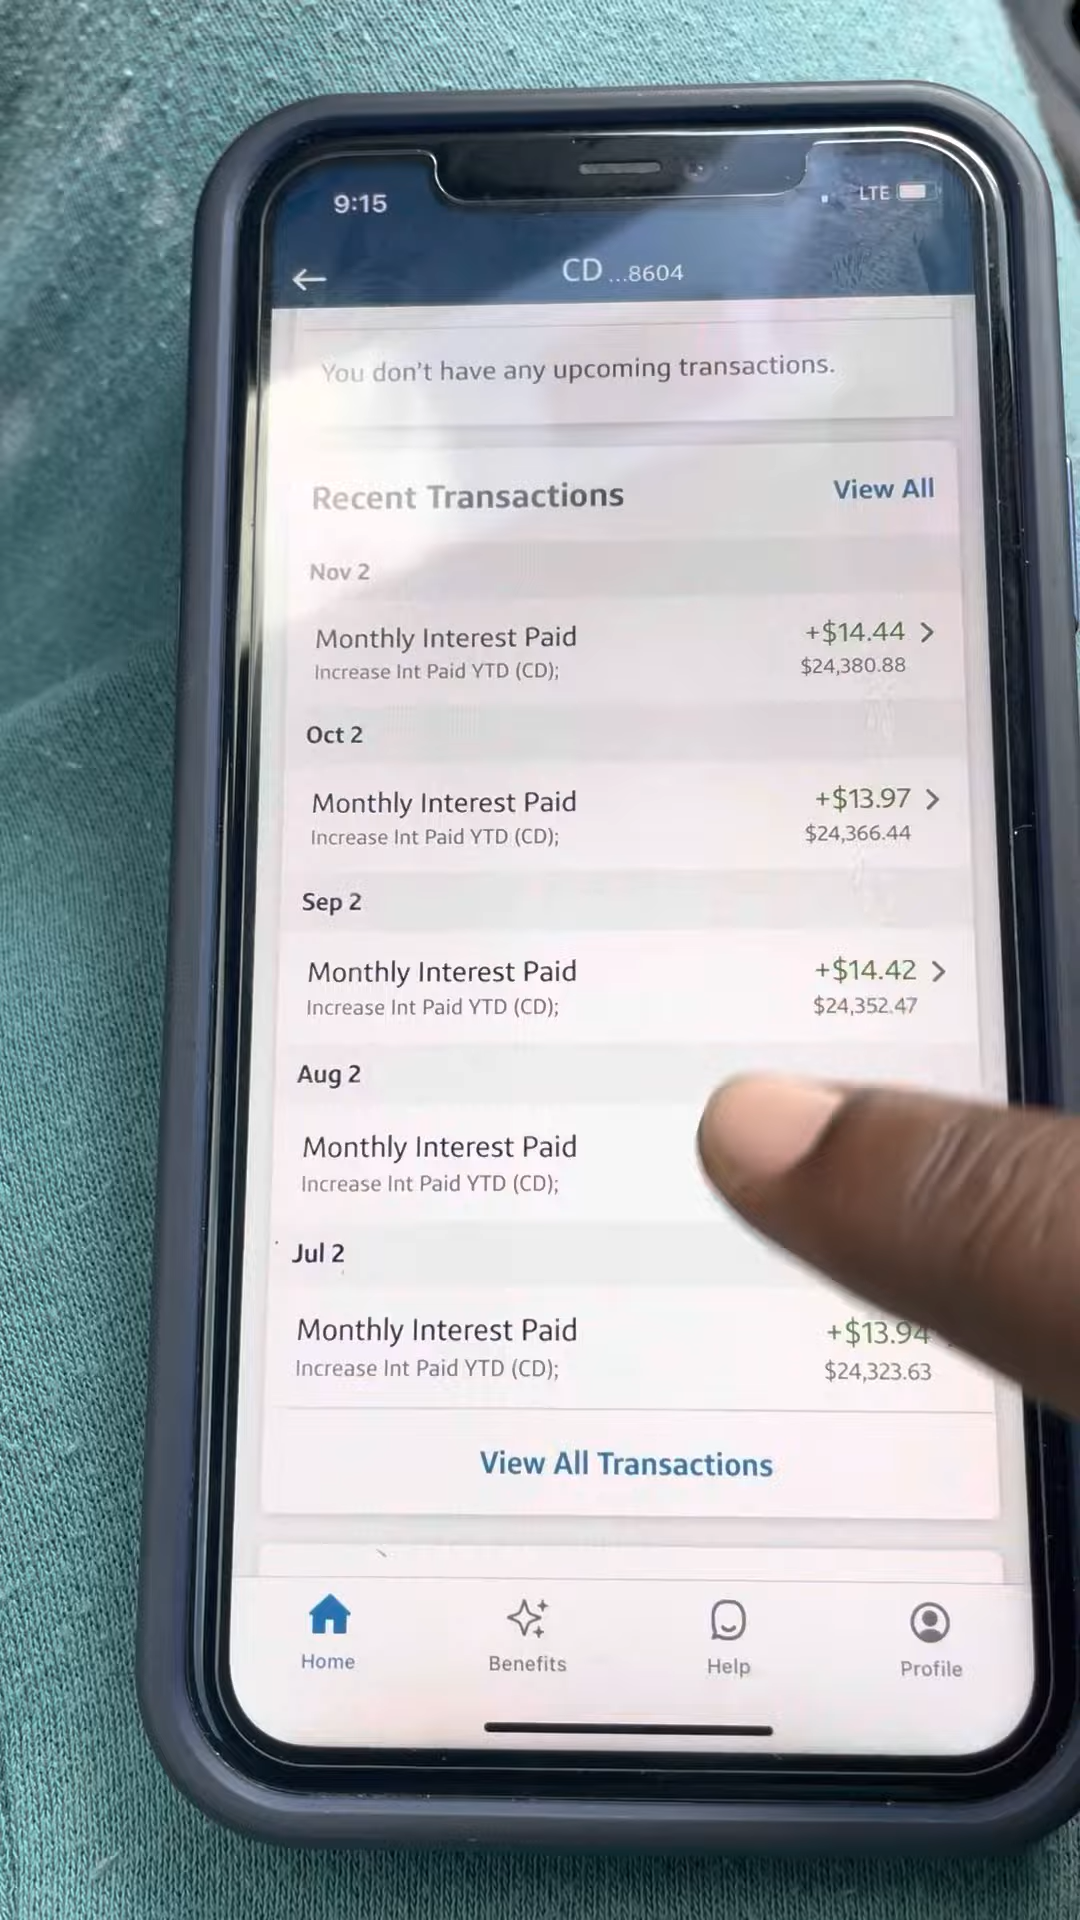 9:15
LTE
CD ...8604
You don't have any upcoming transactions.
Recent Transactions
View All
Nov 2
Monthly Interest Paid
+$14.44
Increase Int Paid YTD (CD);
$24,380.88
Oct 2
Monthly Interest Paid
+$13.97
Increase Int Paid YTD (CD);
$24,366.44
Sep 2
Monthly Interest Paid
+$14.42
Increase Int Paid YTD (CD);
$24,352.47
Aug 2
Monthly Interest Paid
Increase Int Paid YTD (CD);
Jul 2
Monthly Interest Paid
+$13.94
Increase Int Paid YTD (CD);
$24,323.63
View All Transactions
Home
Benefits
Help
Profile